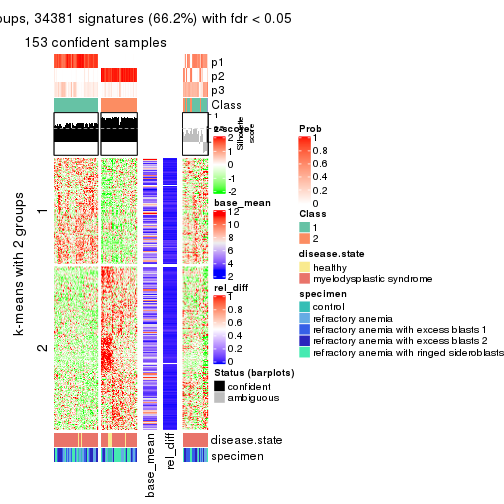 oups, 34381 signatures (66.2%) with fdr < 0.05
153 confident samples
p1
p2
p3
Class
1
Silhouette
score
z-score
2
1
0
-1
-2
base_mean
12
10
8
6
4
2
rel_diff
1
0.8
0.6
0.4
0.2
0
Status (barplots)
confident
ambiguous
Prob
1
0.8
0.6
0.4
0.2
0
Class
1
2
disease.state
healthy
myelodysplastic syndrome
specimen
control
refractory anemia
refractory anemia with excess blasts 1
refractory anemia with excess blasts 2
refractory anemia with ringed sideroblasts
k-means with 2 groups
1
2
disease.state
specimen
base_mean
rel_diff